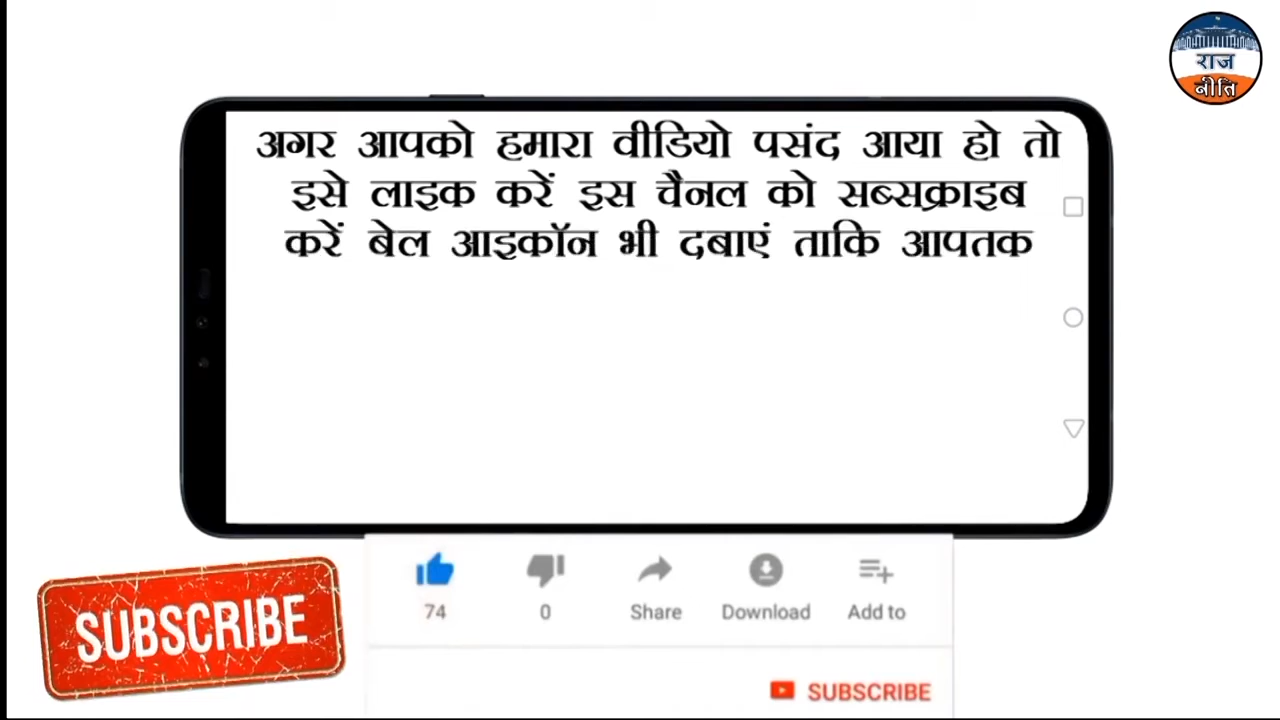 राज
नीति
अगर आपको हमारा वीडियो पसंद आया हो तो
इसे लाइक करें इस चैनल को सब्सक्राइब
करें बेल आइकॉन भी दबाएं ताकि आपतक
74
0
Share
Download
Add to
SUBSCRIBE
SUBSCRIBE